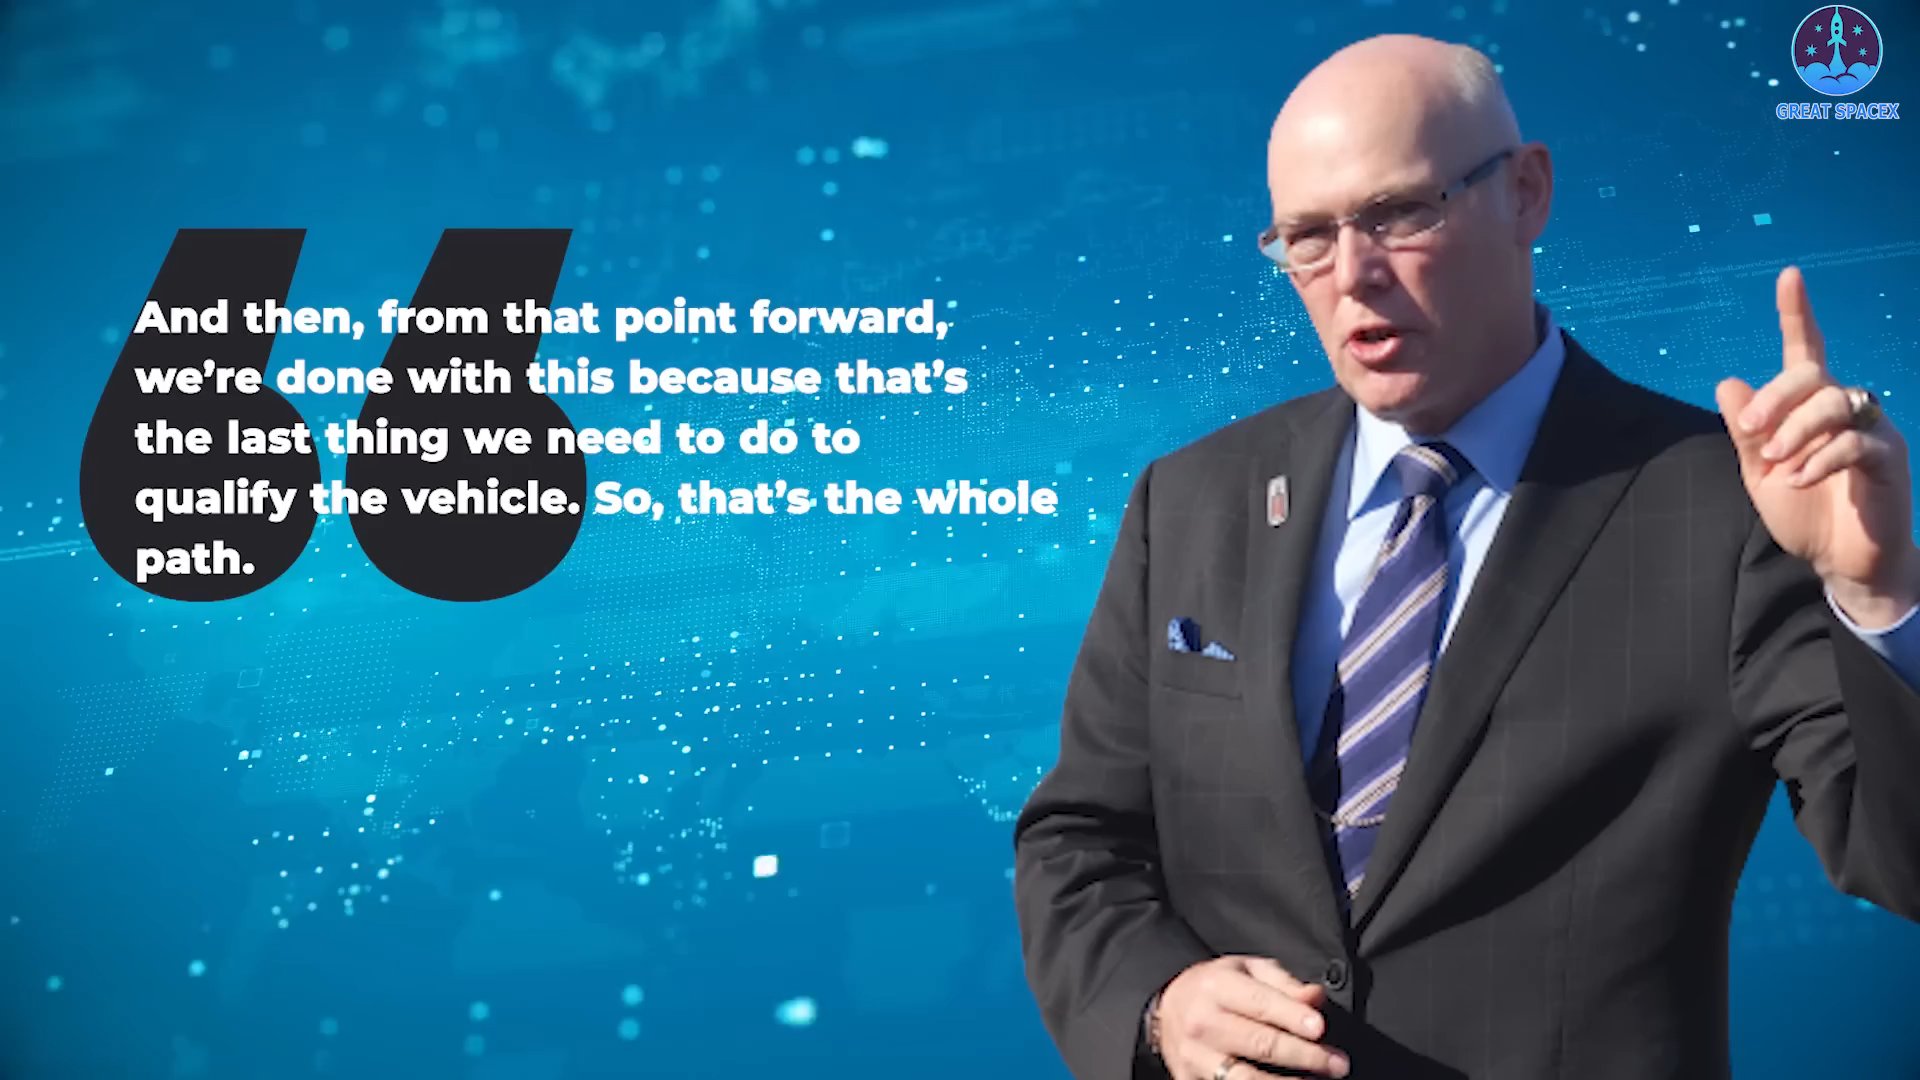 GREAT SPACEX
And then, from that point forward,
we’re done with this because that’s
the last thing we need to do to
qualify the vehicle. So, that’s the whole
path.